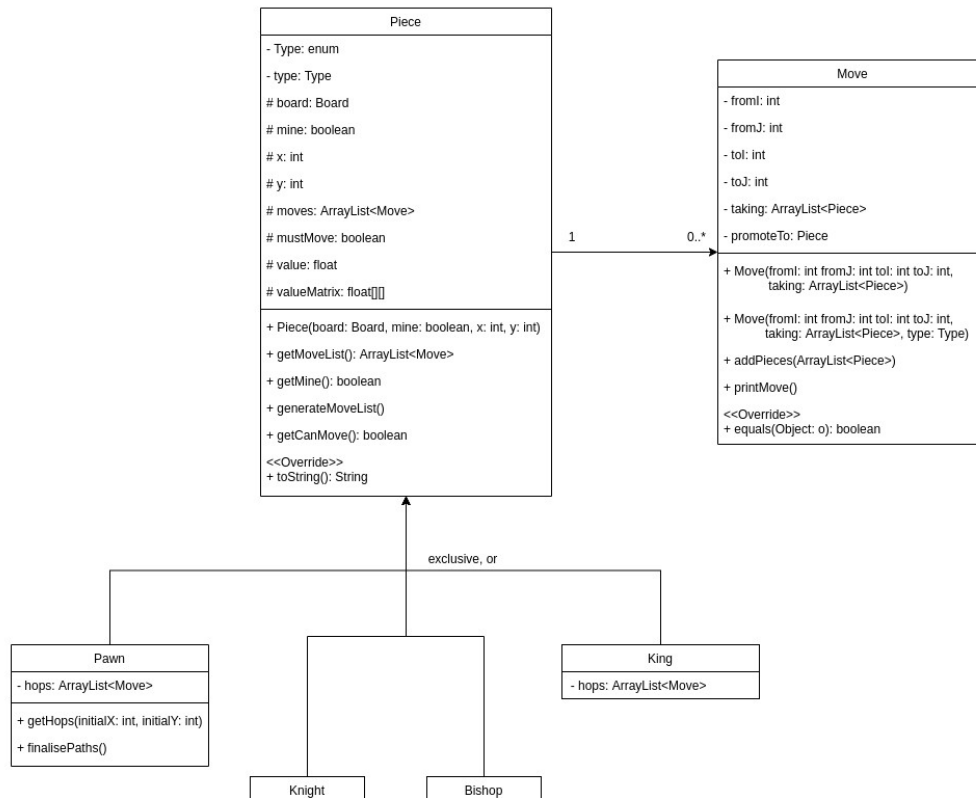 Piece
- Type: enum
- type: Type
# board: Board
# mine: boolean
# x: int
# y: int
# moves: ArrayList<Move>
# mustMove: boolean
# value: float
# valueMatrix: float[][]
+ Piece(board: Board, mine: boolean, x: int, y: int)
+ getMoveList(): ArrayList<Move>
+ getMine(): boolean
+ generateMoveList()
+ getCanMove(): boolean
<<Override>>
+ toString(): String
1
0..*
Move
- fromI: int
- fromJ: int
- toI: int
- toJ: int
- taking: ArrayList<Piece>
- promoteTo: Piece
+ Move(fromI: int fromJ: int toI: int toJ: int,
taking: ArrayList<Piece>)
+ Move(fromI: int fromJ: int toI: int toJ: int,
taking: ArrayList<Piece>, type: Type)
+ addPieces(ArrayList<Piece>)
+ printMove()
<<Override>>
+ equals(Object: o): boolean
exclusive, or
Pawn
- hops: ArrayList<Move>
+ getHops(initialX: int, initialY: int)
+ finalisePaths()
King
- hops: ArrayList<Move>
Knight
Bishop